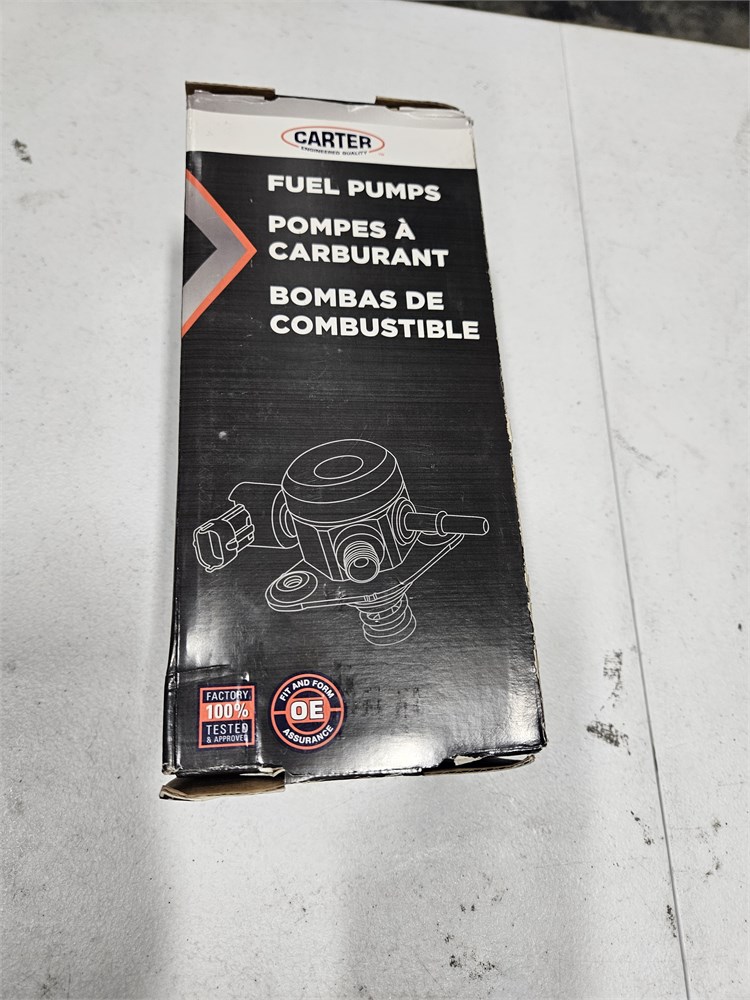 CARTER
ENGINEERED QUALITY
FUEL PUMPS
POMPES À
CARBURANT
BOMBAS DE
COMBUSTIBLE
FACTORY
100%
TESTED
& APPROVED
FIT AND FORM
OE
ASSURANCE